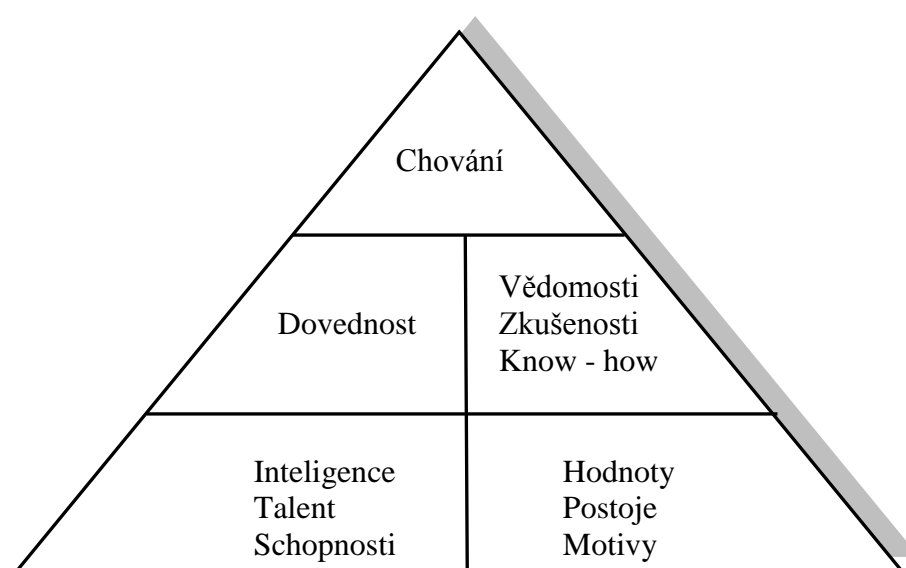 Chování
Dovednost
Vědomosti
Zkušenosti
Know - how
Inteligence
Talent
Schopnosti
Hodnoty
Postoje
Motivy